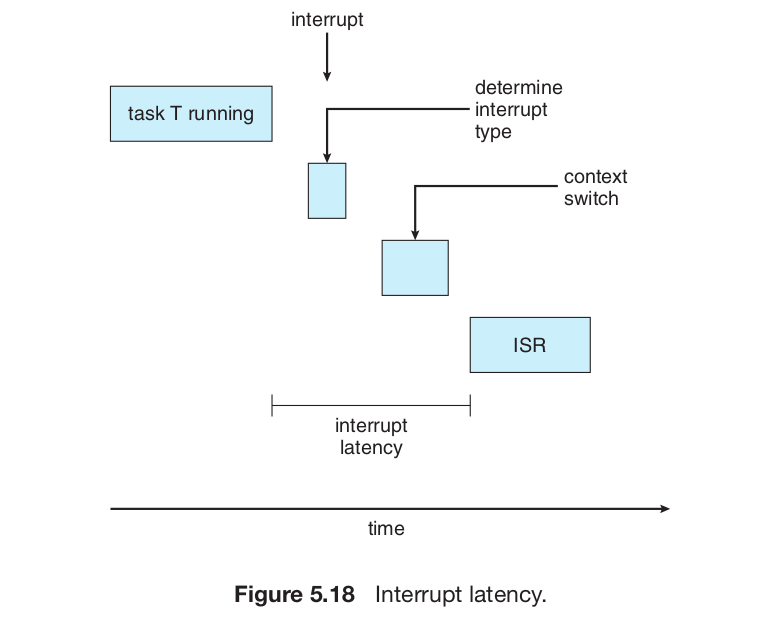 interrupt
task T running
determine
interrupt
type
context
switch
ISR
interrupt
latency
time
Figure 5.18 Interrupt latency.